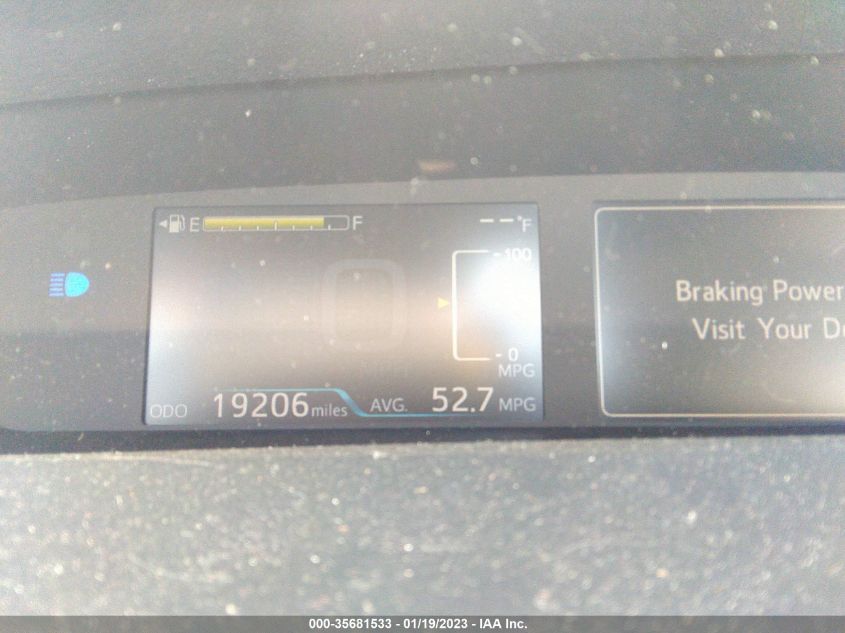 E F
--°F
- 100
0
- 0
MPG
ODO 19206 miles AVG. 52.7 MPG
Braking Power
Visit Your
000-35681533 - 01/19/2023 - IAA Inc.